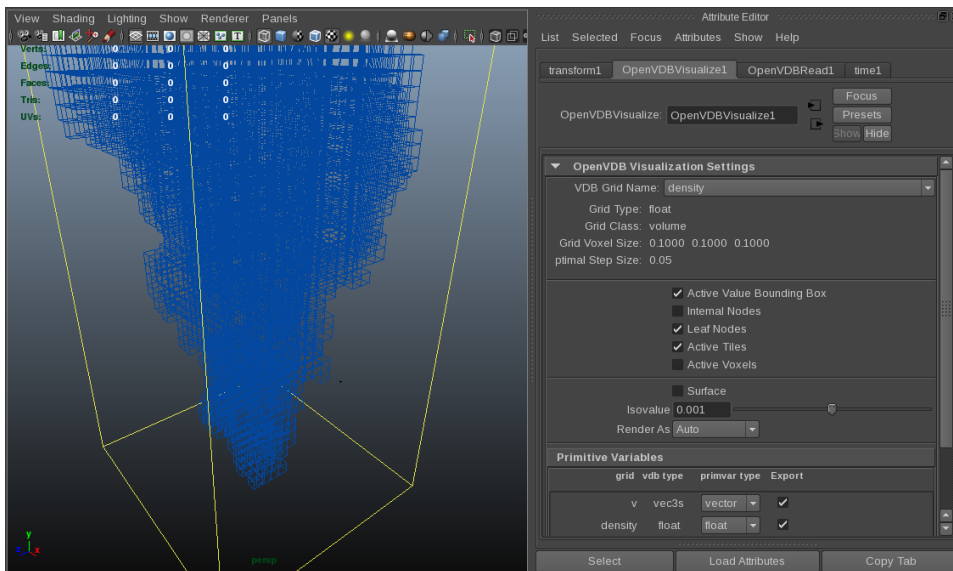 View Shading Lighting Show Renderer Panels
Verts: 0 0 0
Edges: 0 0 0
Faces: 0 0 0
Tris: 0 0 0
UVs: 0 0 0
y
z x
persp
Attribute Editor
List Selected Focus Attributes Show Help
transform1 OpenVDBVisualize1 OpenVDBRead1 time1
OpenVDBVisualize: OpenVDBVisualize1
Focus
Presets
Show Hide
OpenVDB Visualization Settings
VDB Grid Name: density
Grid Type: float
Grid Class: volume
Grid Voxel Size: 0.1000 0.1000 0.1000
ptimal Step Size: 0.05
Active Value Bounding Box
Internal Nodes
Leaf Nodes
Active Tiles
Active Voxels
Surface
Isovalue 0.001
Render As Auto
Primitive Variables
grid vdb type primvar type Export
v vec3s vector
density float float
Select Load Attributes Copy Tab